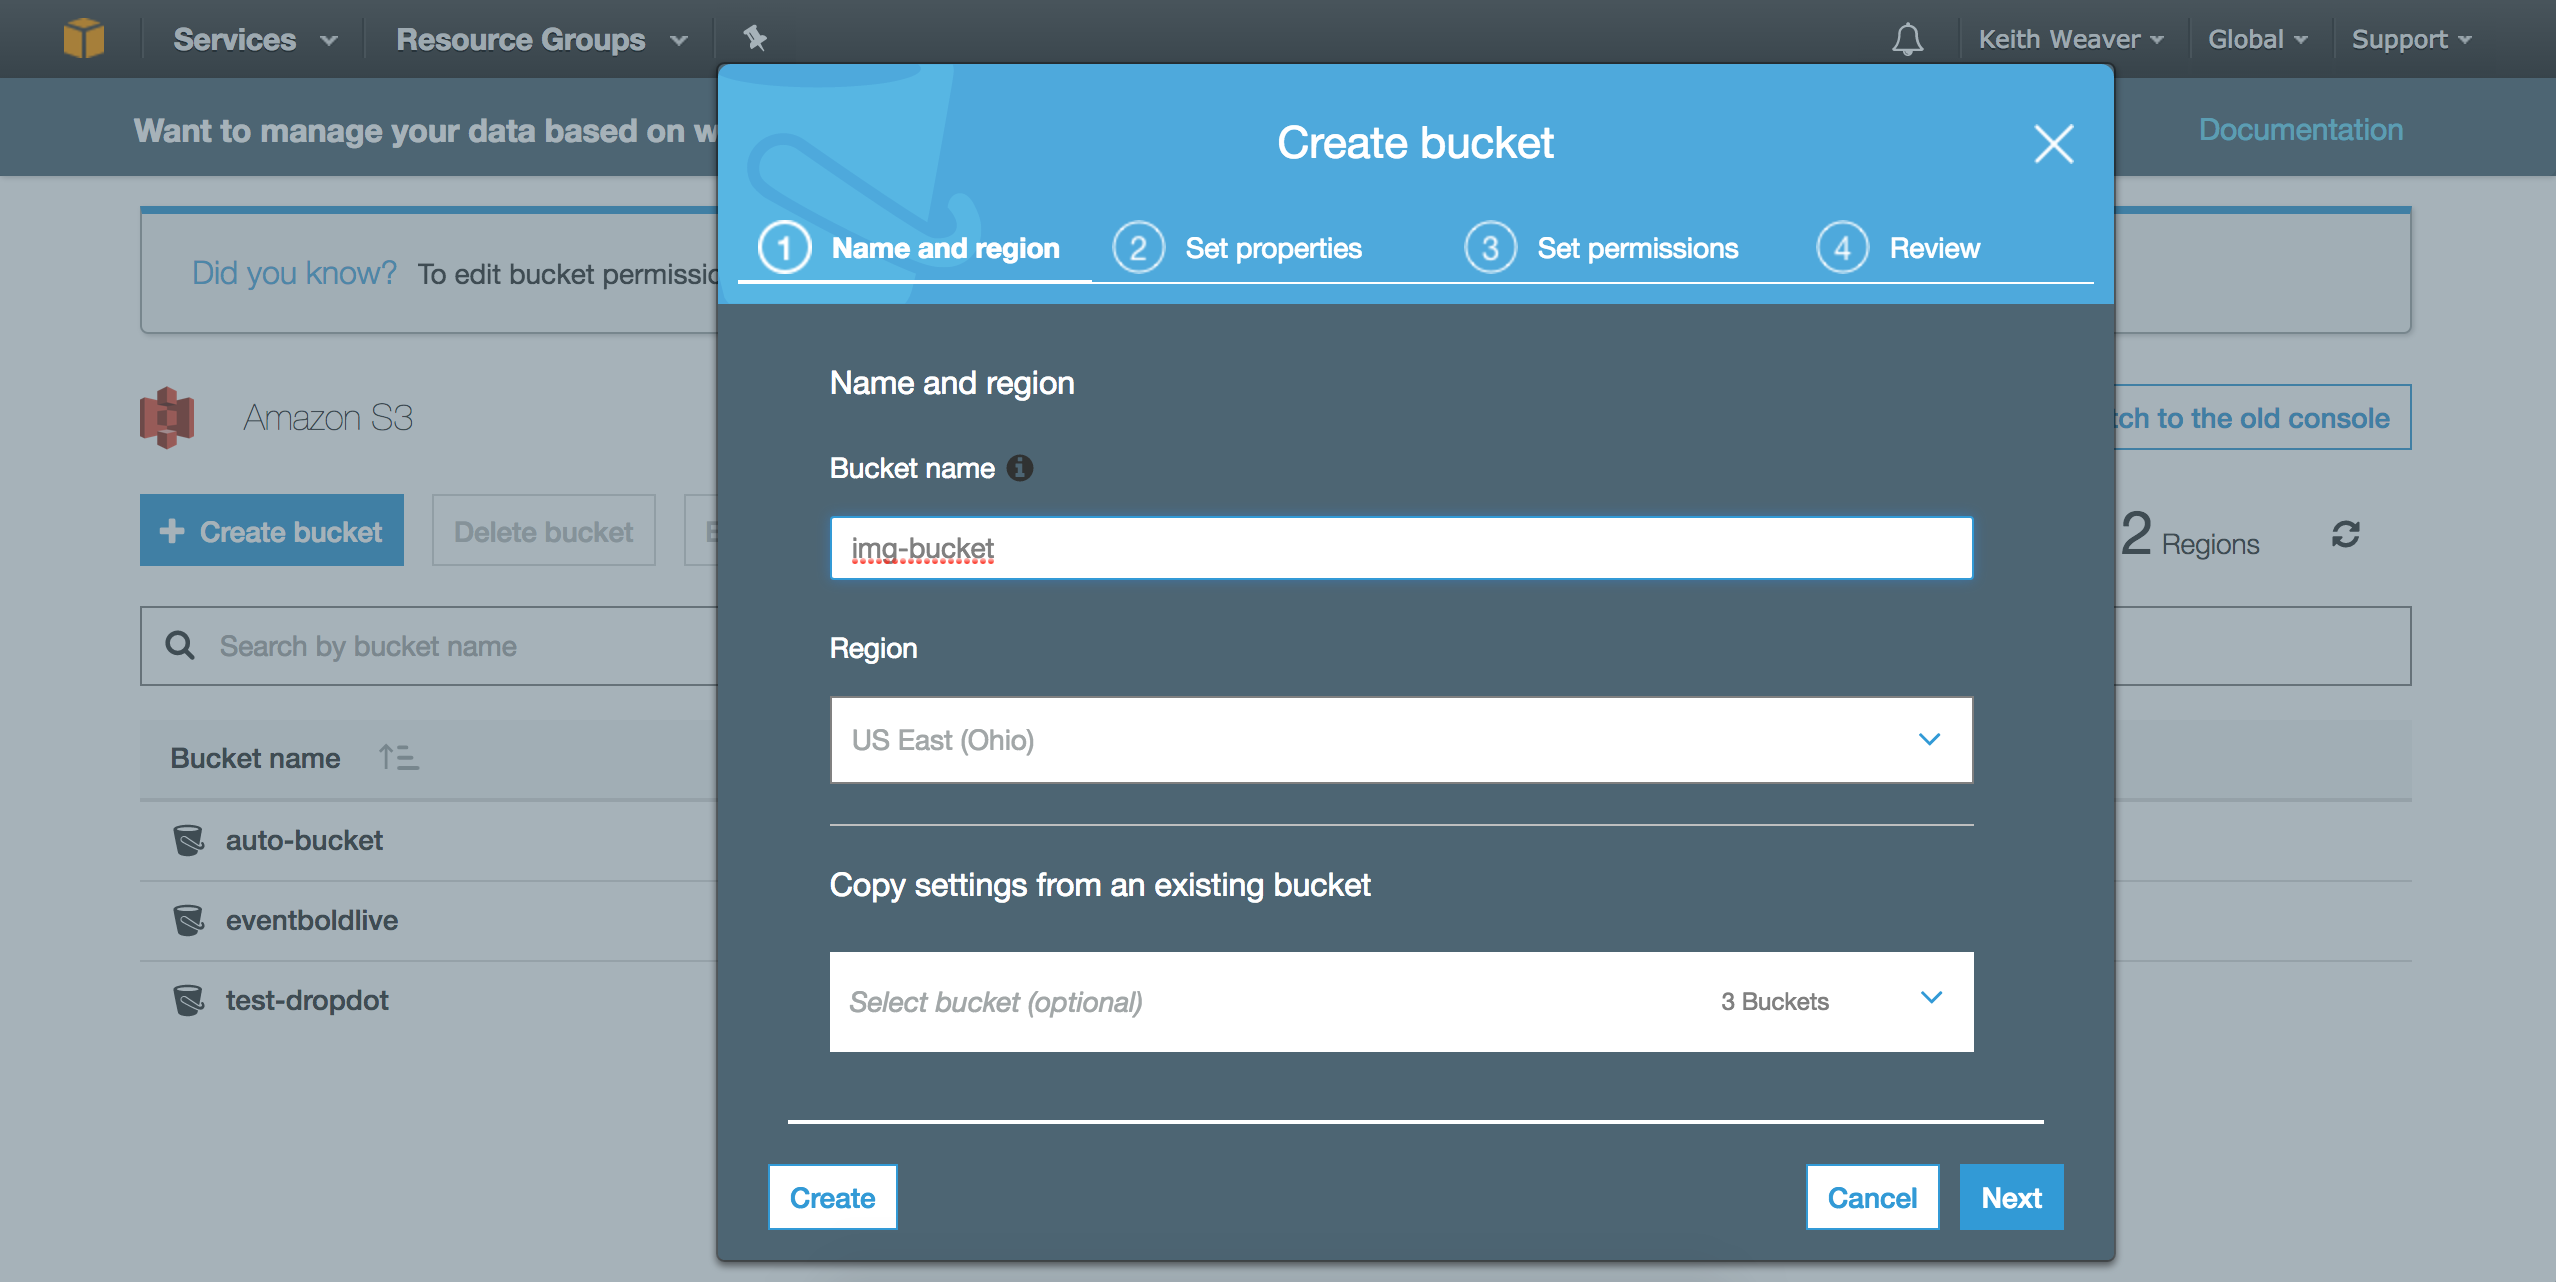 Services Resource Groups Keith Weaver Global Support
Want to manage your data based on w
Documentation
Did you know? To edit bucket permissic
Amazon S3
tch to the old console
Create bucket Delete bucket E
2 Regions
Search by bucket name
Bucket name
auto-bucket
eventboldlive
test-dropdot
Create bucket
1 Name and region 2 Set properties 3 Set permissions 4 Review
Name and region
Bucket name
img-bucket
Region
US East (Ohio)
Copy settings from an existing bucket
Select bucket (optional) 3 Buckets
Create Cancel Next